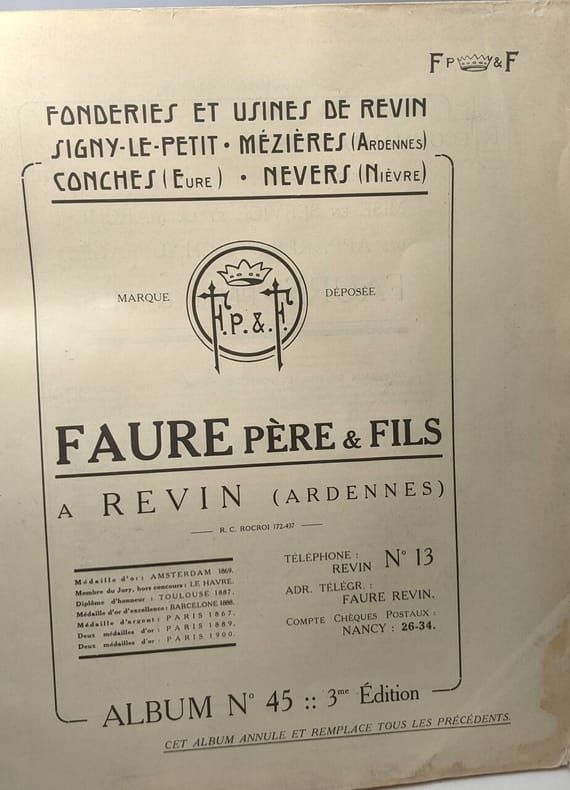 F P & F
FONDERIES ET USINES DE REVIN
SIGNY-LE-PETIT • MÉZIÈRES (ARDENNES)
CONCHES (EURE) • NEVERS (NIÈVRE)
MARQUE DÉPOSÉE
F.P.&.F.
FAURE PÈRE & FILS
A REVIN (ARDENNES)
R. C. ROCROI 172-437
Médaille d'or: AMSTERDAM 1869.
Membre du Jury, hors concours: LE HAVRE.
Diplôme d'honneur : TOULOUSE 1887.
Médaille d'or d'excellence: BARCELONE 1888.
Médaille d'argent: PARIS 1867.
Deux médailles d'or: PARIS 1889.
Deux médailles d'or: PARIS 1900.
TÉLÉPHONE :
REVIN N° 13
ADR. TÉLÉGR. :
FAURE REVIN.
COMPTE CHÈQUES POSTAUX :
NANCY : 26-34.
ALBUM N° 45 :: 3me Édition
CET ALBUM ANNULE ET REMPLACE TOUS LES PRÉCÉDENTS.